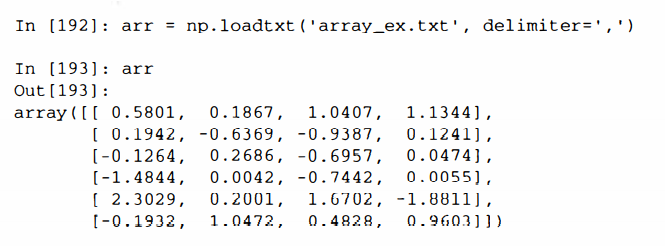 In [192]: arr = np.loadtxt('array_ex.txt', delimiter=',')
In [193]: arr
Out[193]:
array([[ 0.5801, 0.1867, 1.0407, 1.1344],
[ 0.1942, -0.6369, -0.9387, 0.1241],
[-0.1264, 0.2686, -0.6957, 0.0474],
[-1.4844, 0.0042, -0.7442, 0.0055],
[ 2.3029, 0.2001, 1.6702, -1.8811],
[-0.1932, 1.0472, 0.4828, 0.9603]])